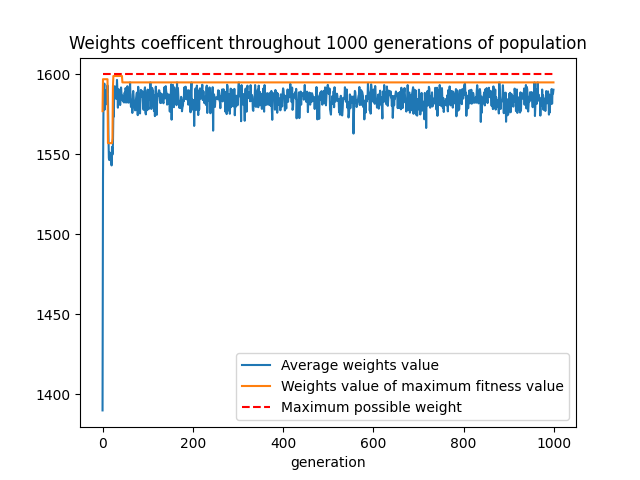 Weights coefficent throughout 1000 generations of population
1600
1550
1500
1450
1400
Average weights value
Weights value of maximum fitness value
Maximum possible weight
0 200 400 600 800 1000
generation